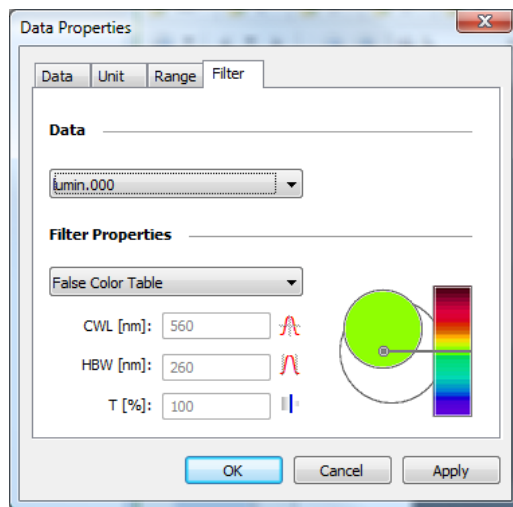 Data Properties
Data Unit Range Filter
Data
lumin.000
Filter Properties
False Color Table
CWL [nm]: 560
HBW [nm]: 260
T [%]: 100
OK Cancel Apply